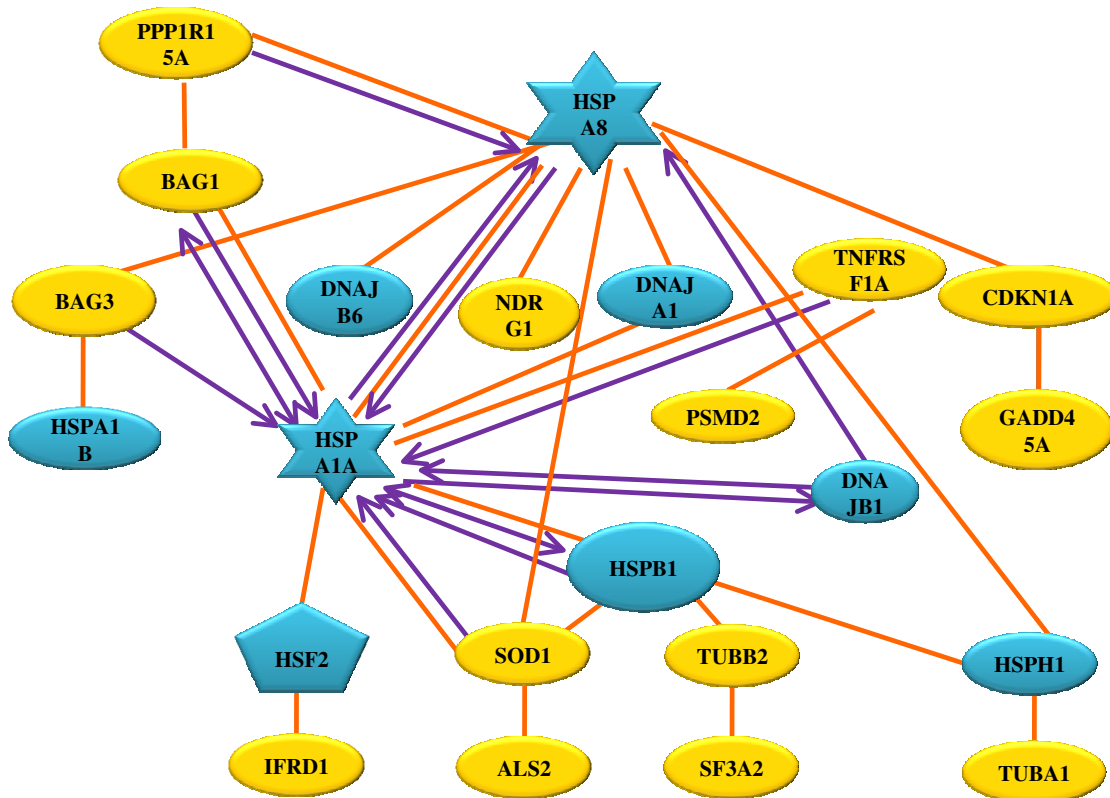 PPP1R1
5A
HSP
A8
BAG1
TNFRS
F1A
BAG3
DNAJ
B6
NDR
G1
DNAJ
A1
CDKN1A
HSPA1
B
HSP
A1A
PSMD2
GADD4
5A
DNA
JB1
HSPB1
HSF2
SOD1
TUBB2
HSPH1
IFRD1
ALS2
SF3A2
TUBA1